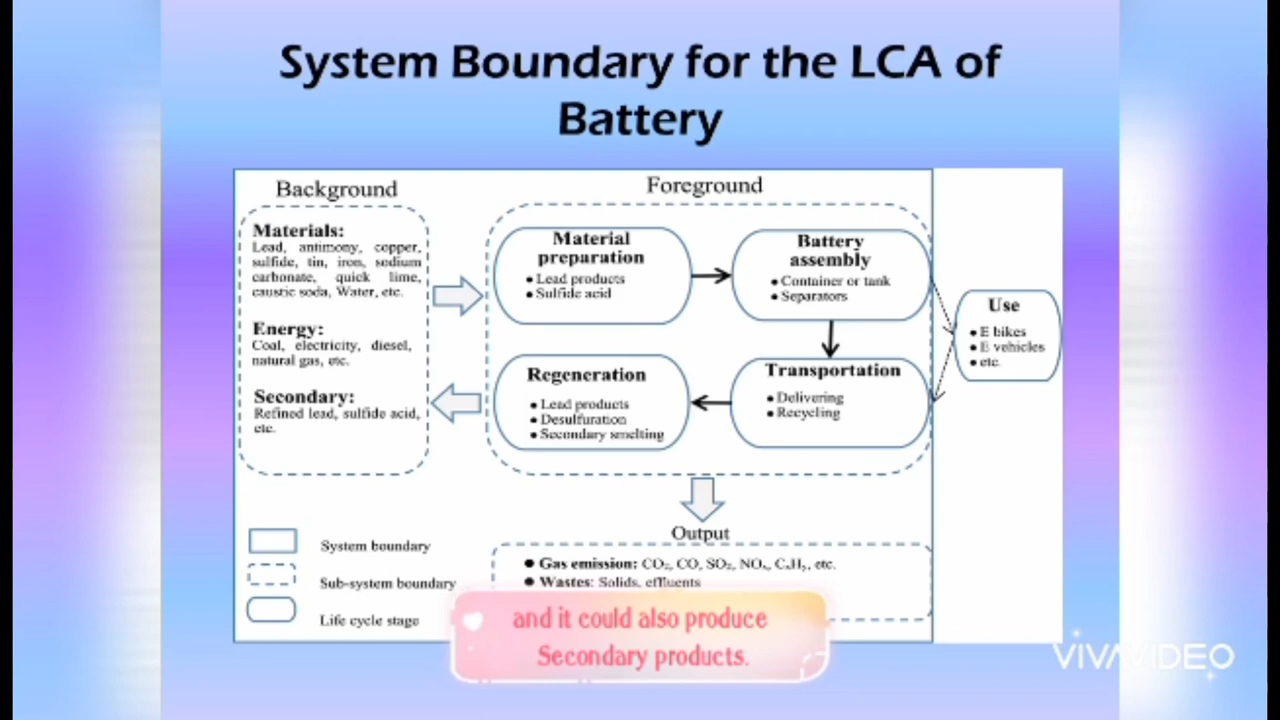 System Boundary for the LCA of
Battery
Background
Foreground
Materials:
Lead, antimony, copper,
sulfide, tin, iron, sodium
carbonate, quick lime,
caustic soda, Water, etc.
Energy:
Coal, electricity, diesel,
natural gas, etc.
Secondary:
Refined lead, sulfide acid,
etc.
Material
preparation
• Lead products
• Sulfide acid
Battery
assembly
• Container or tank
• Separators
Use
• E bikes
• E vehicles
• etc.
Regeneration
• Lead products
• Desulfuration
• Secondary smelting
Transportation
• Delivering
• Recycling
Output
• Gas emission: CO₂, CO, SO₂, NOₓ, CₓHᵧ, etc.
• Wastes: Solids, effluents
System boundary
Sub-system boundary
Life cycle stage
and it could also produce
Secondary products.
VIVAVIDEO